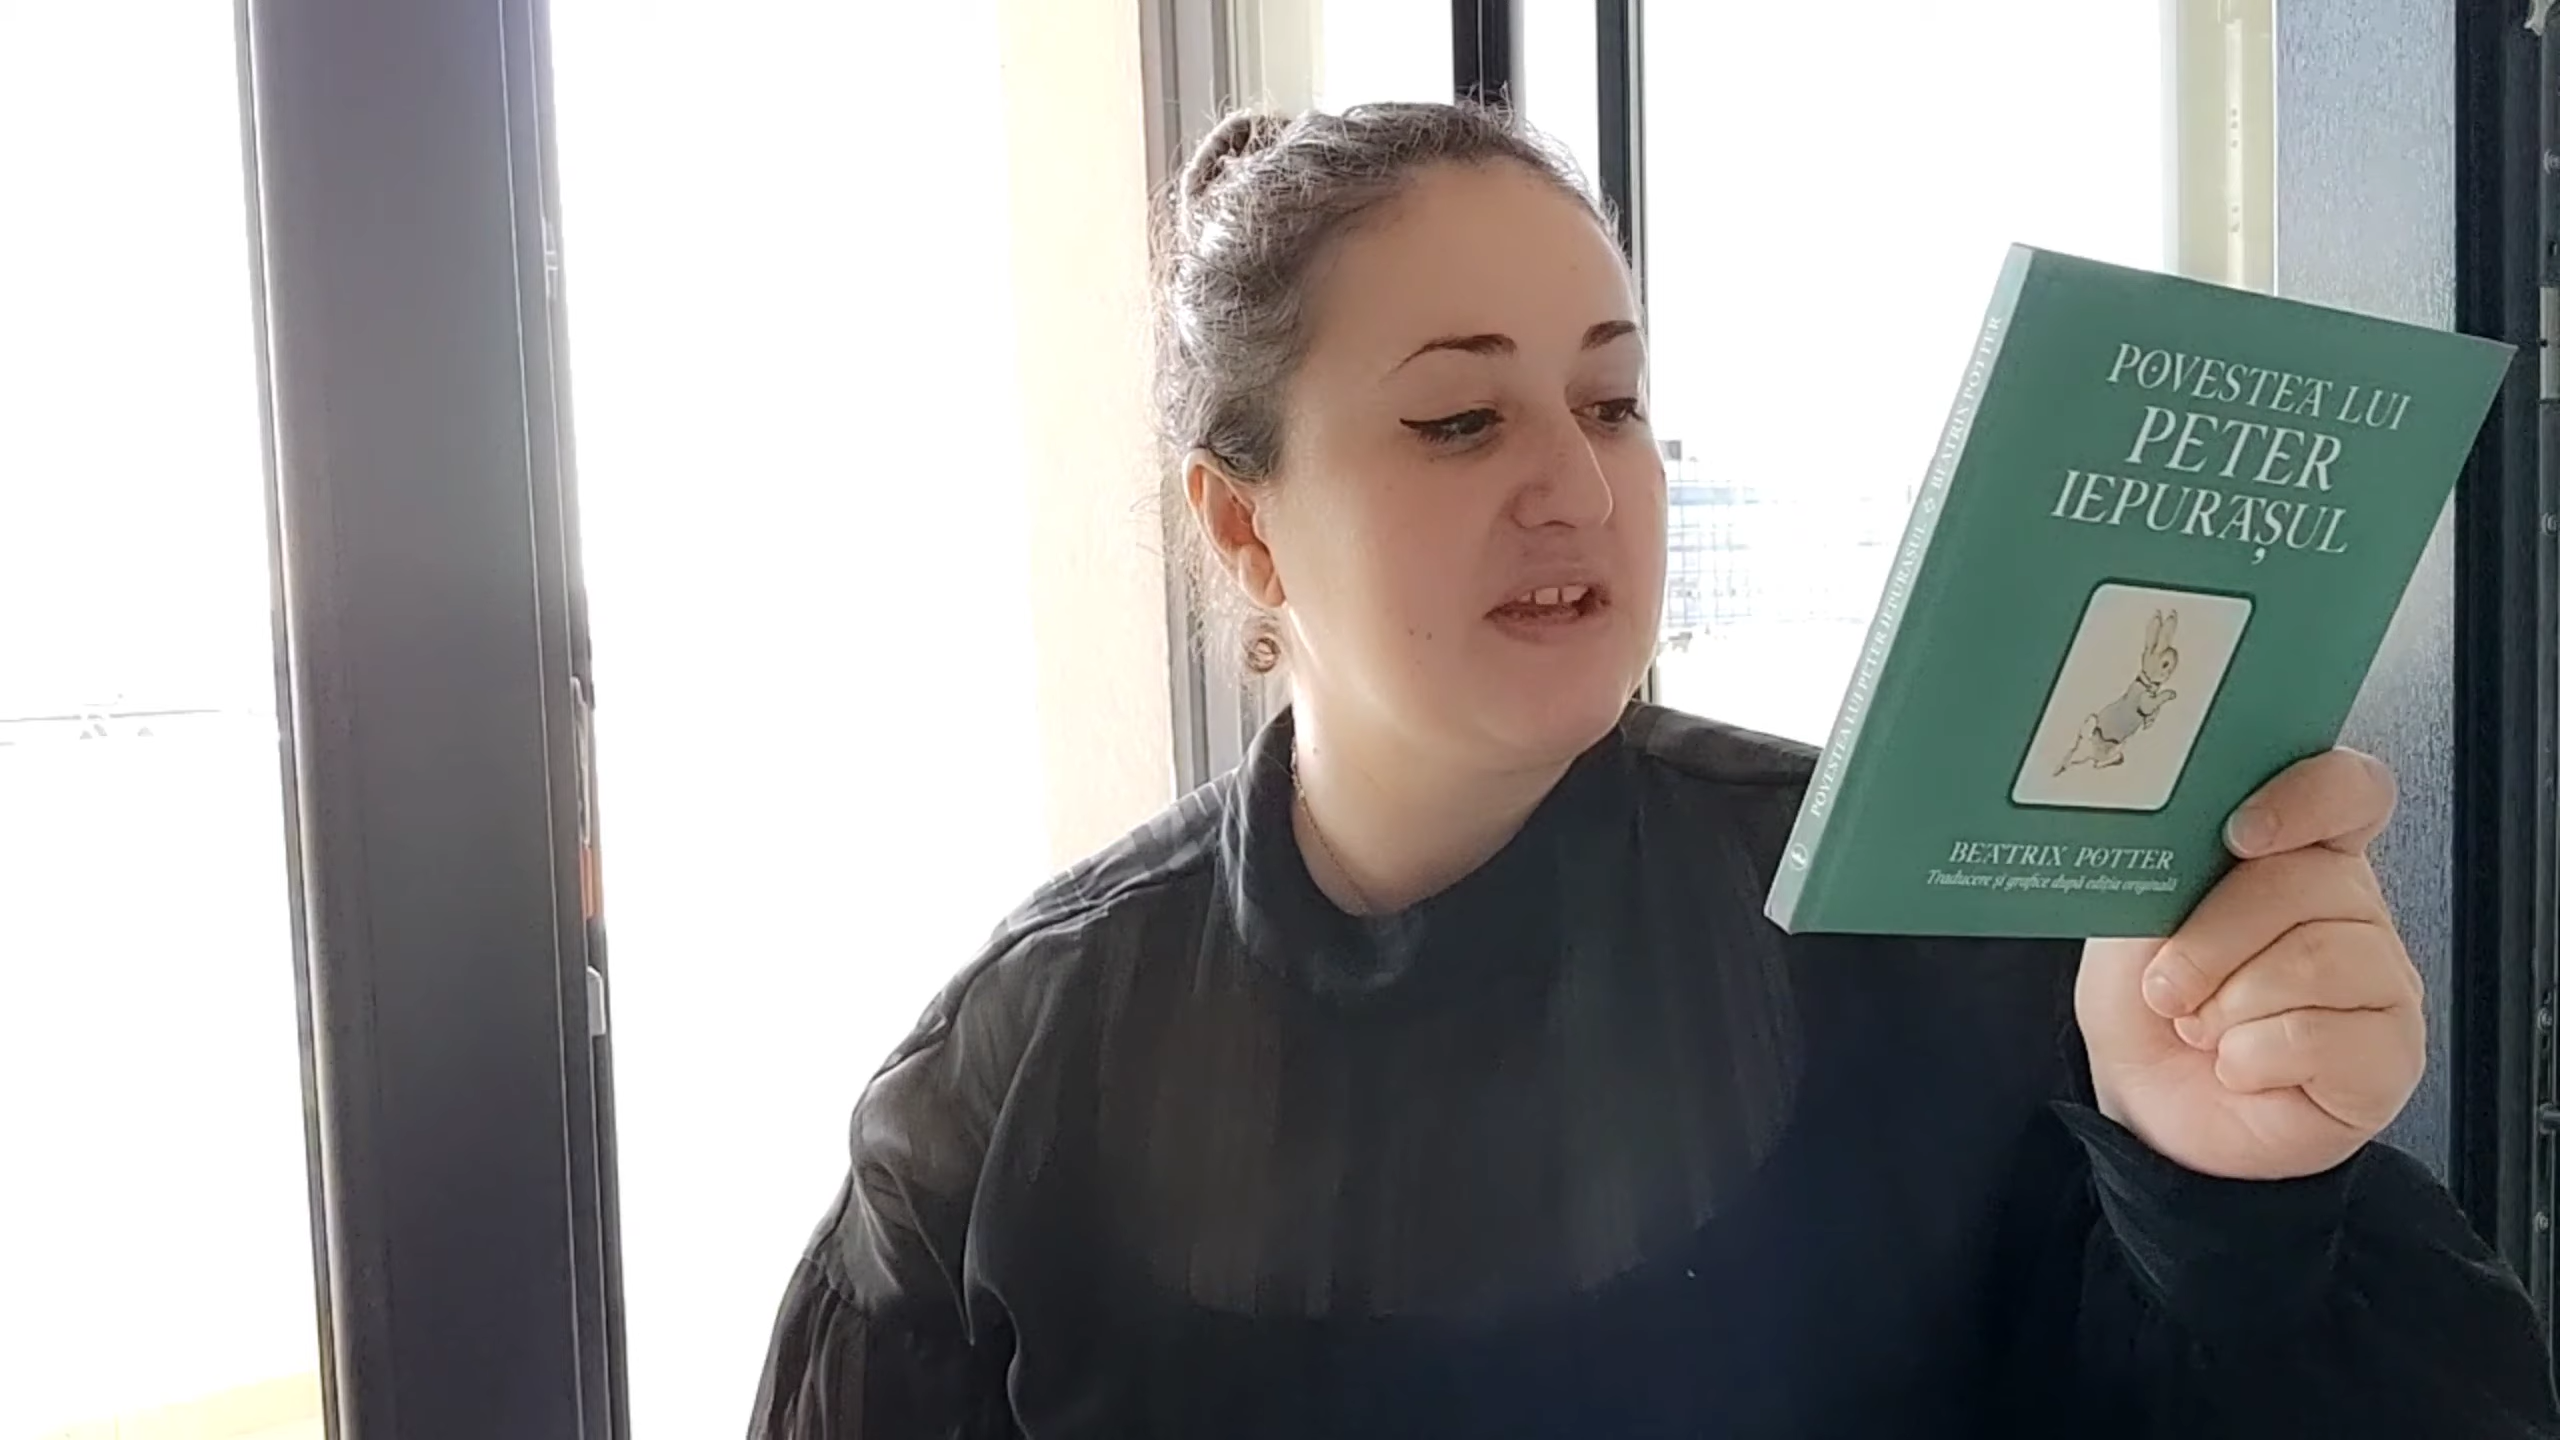 POVESTEA LUI
PETER
IEPURAȘUL
BEATRIX POTTER
Traducere și grafice după ediția originală
POVESTEA LUI PETER IEPURAȘUL & BEATRIX POTTER